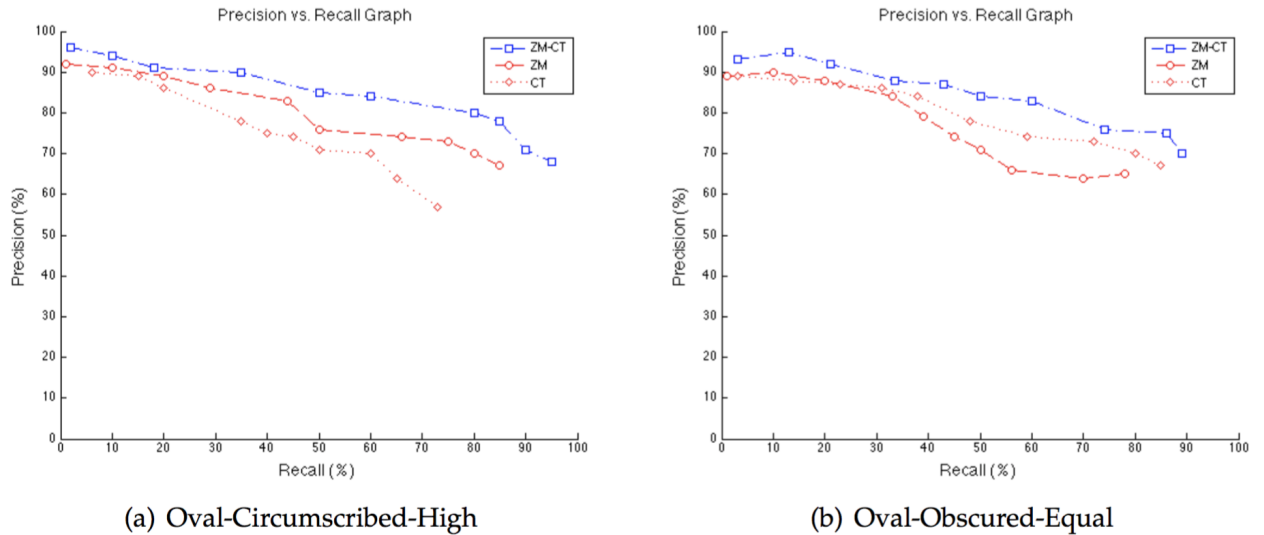 Precision vs. Recall Graph
100
90
80
70
60
50
40
30
20
10
0
Precision (%)
ZM-CT
ZM
CT
0 10 20 30 40 50 60 70 80 90 100
Recall (%)
(a) Oval-Circumscribed-High
Precision vs. Recall Graph
100
90
80
70
60
50
40
30
20
10
0
Precision (%)
ZM-CT
ZM
CT
0 10 20 30 40 50 60 70 80 90 100
Recall (%)
(b) Oval-Obscured-Equal